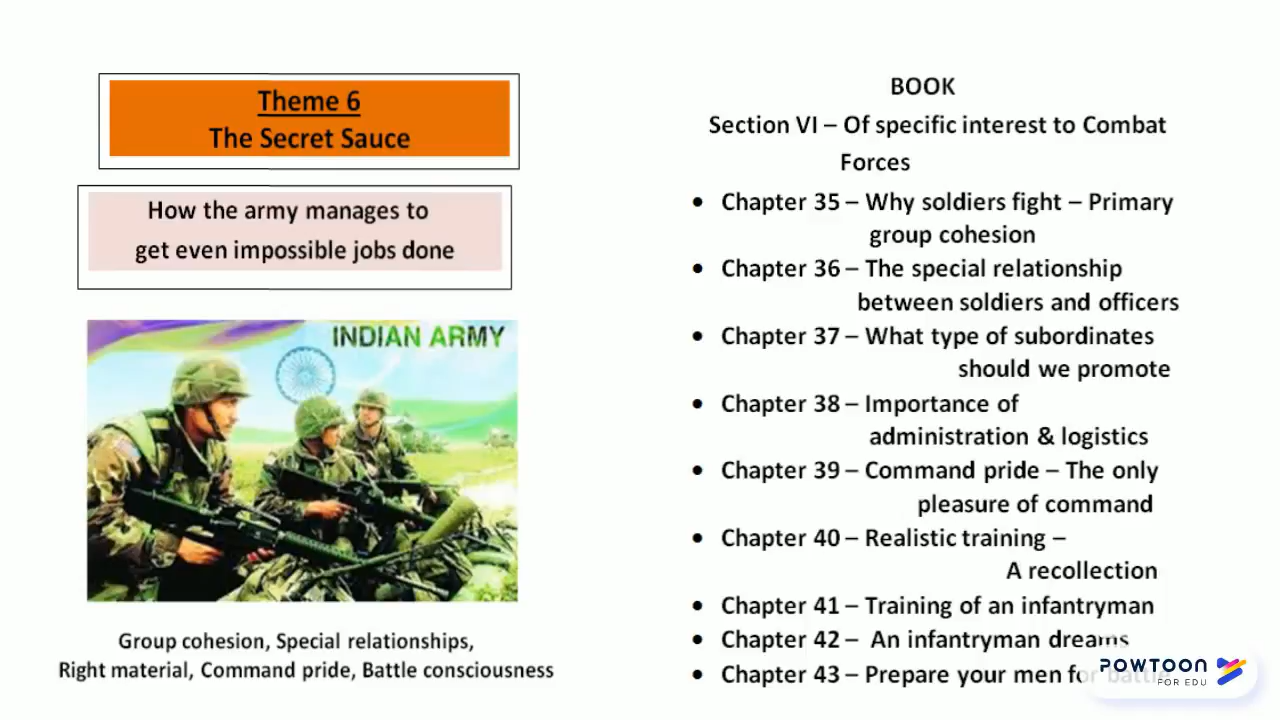 Theme 6
The Secret Sauce
How the army manages to
get even impossible jobs done
INDIAN ARMY
Group cohesion, Special relationships,
Right material, Command pride, Battle consciousness
BOOK
Section VI – Of specific interest to Combat
Forces
• Chapter 35 – Why soldiers fight – Primary
group cohesion
• Chapter 36 – The special relationship
between soldiers and officers
• Chapter 37 – What type of subordinates
should we promote
• Chapter 38 – Importance of
administration & logistics
• Chapter 39 – Command pride – The only
pleasure of command
• Chapter 40 – Realistic training –
A recollection
• Chapter 41 – Training of an infantryman
• Chapter 42 – An infantryman dreams
• Chapter 43 – Prepare your men for battle
POWTOON
FOR EDU